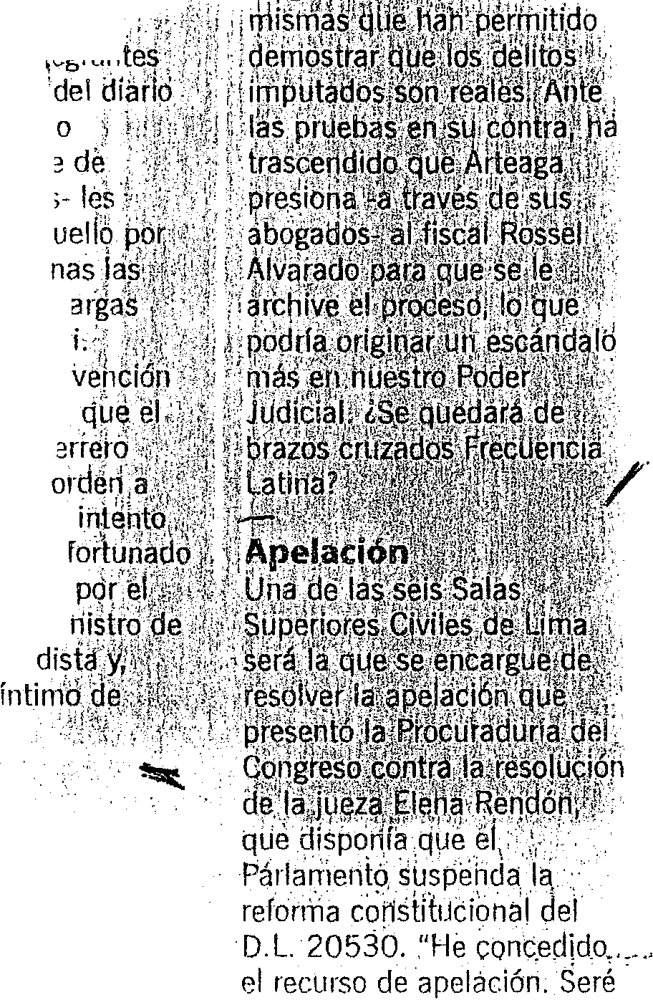 tes
del diario
o
e de
s- les
uello por
nas las
argas
i.
vención
que el
errero
orden a
intento
fortunado
por el
nistro de
dista y,
íntimo de
mismas que han permitido
demostrar que los delitos
imputados son reales. Ante
las pruebas en su contra, ha
trascendido que Arteaga
presiona -a través de sus
abogados- al fiscal Rossel
Alvarado para que se le
archive el proceso, lo que
podría originar un escándalo
más en nuestro Poder
Judicial. ¿Se quedará de
brazos cruzados Frecuencia
Latina?
Apelación
Una de las seis Salas
Superiores Civiles de Lima
será la que se encargue de
resolver la apelación que
presentó la Procuraduría del
Congreso contra la resolución
de la jueza Elena Rendón,
que disponía que el
Parlamento suspenda la
reforma constitucional del
D.L. 20530. “He concedido
el recurso de apelación. Seré